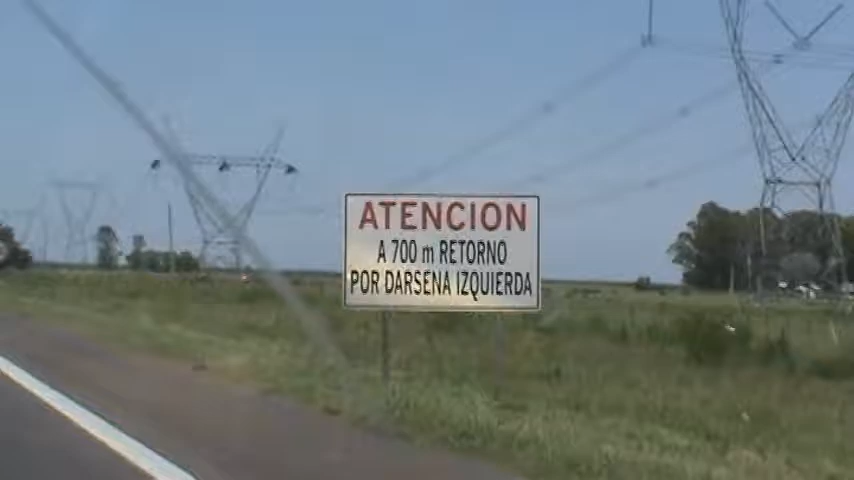 ATENCION
A 700 m RETORNO
POR DARSENA IZQUIERDA